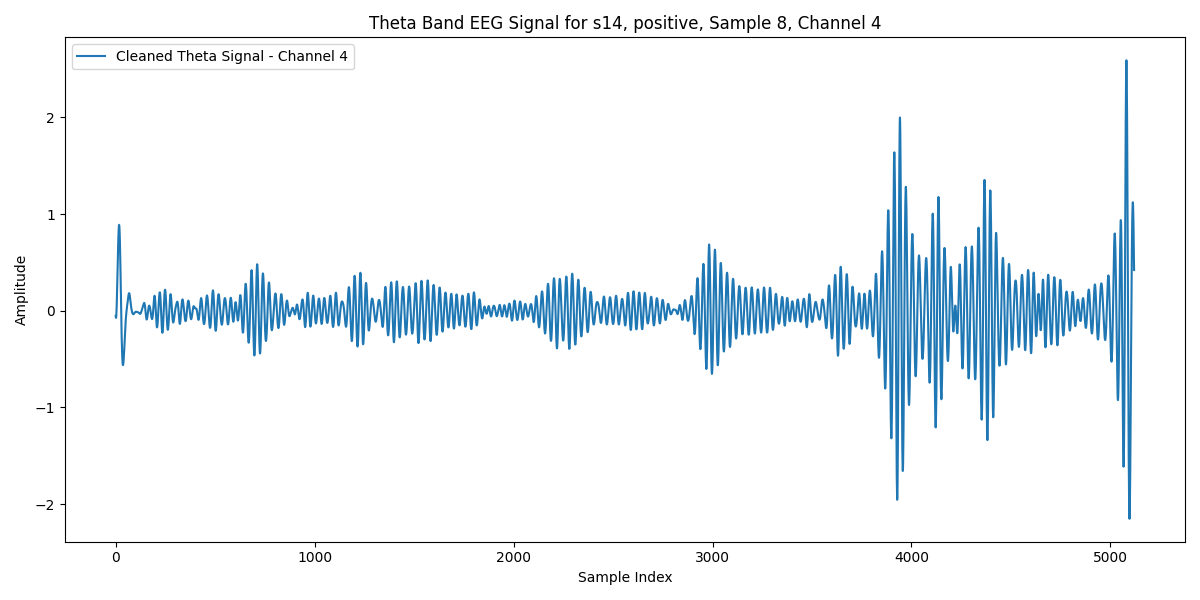 Theta Band EEG Signal for s14, positive, Sample 8, Channel 4
Cleaned Theta Signal - Channel 4
2
1
0
−1
−2
Amplitude
0 1000 2000 3000 4000 5000
Sample Index